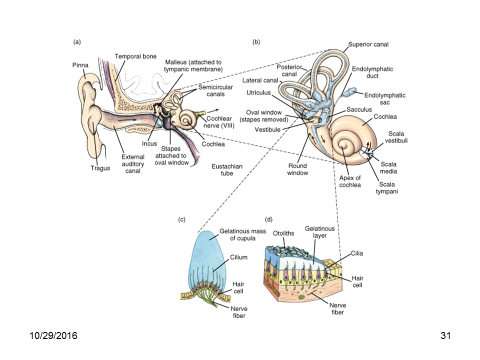 (a)
Temporal bone
Pinna
Malleus (attached to
tympanic membrane)
Semicircular
canals
Cochlear
nerve (VIII)
Cochlea
Incus
Stapes
attached to
oval window
External
auditory
canal
Tragus
Eustachian
tube
(b)
Superior canal
Posterior
canal
Lateral canal
Utriculus
Endolymphatic
duct
Endolymphatic
sac
Oval window
(stapes removed)
Vestibule
Sacculus
Cochlea
Scala
vestibuli
Scala
media
Scala
tympani
Round
window
Apex of
cochlea
(c)
Gelatinous mass
of cupula
Cilium
Hair
cell
Nerve
fiber
(d)
Otoliths
Gelatinous
layer
Cilia
Hair
cell
Nerve
fiber
10/29/2016
31